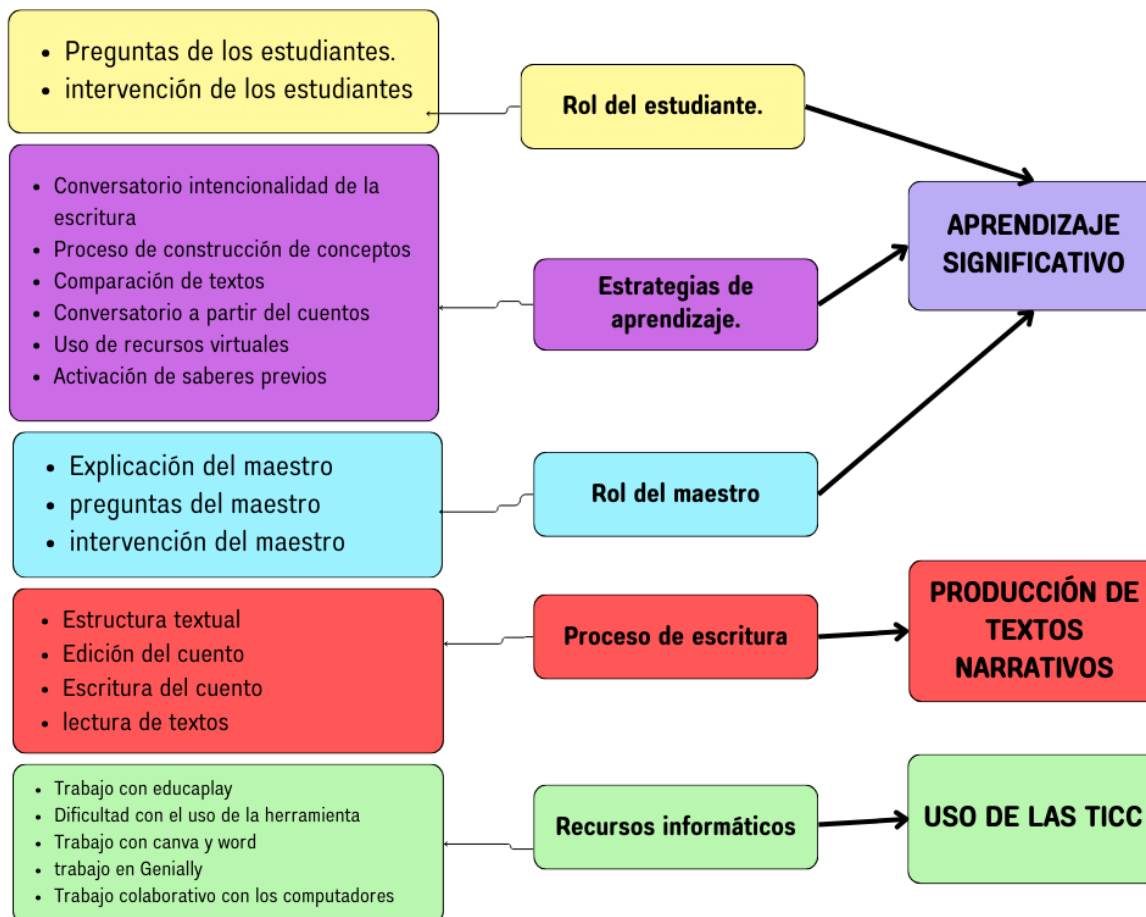 • Preguntas de los estudiantes.
• intervención de los estudiantes
Rol del estudiante.
• Conversatorio intencionalidad de la
escritura
• Proceso de construcción de conceptos
• Comparación de textos
• Conversatorio a partir del cuentos
• Uso de recursos virtuales
• Activación de saberes previos
Estrategias de
aprendizaje.
APRENDIZAJE
SIGNIFICATIVO
• Explicación del maestro
• preguntas del maestro
• intervención del maestro
Rol del maestro
• Estructura textual
• Edición del cuento
• Escritura del cuento
• lectura de textos
Proceso de escritura
PRODUCCIÓN DE
TEXTOS
NARRATIVOS
• Trabajo con educaplay
• Dificultad con el uso de la herramienta
• Trabajo con canva y word
• trabajo en Genially
• Trabajo colaborativo con los computadores
Recursos informáticos
USO DE LAS TICC